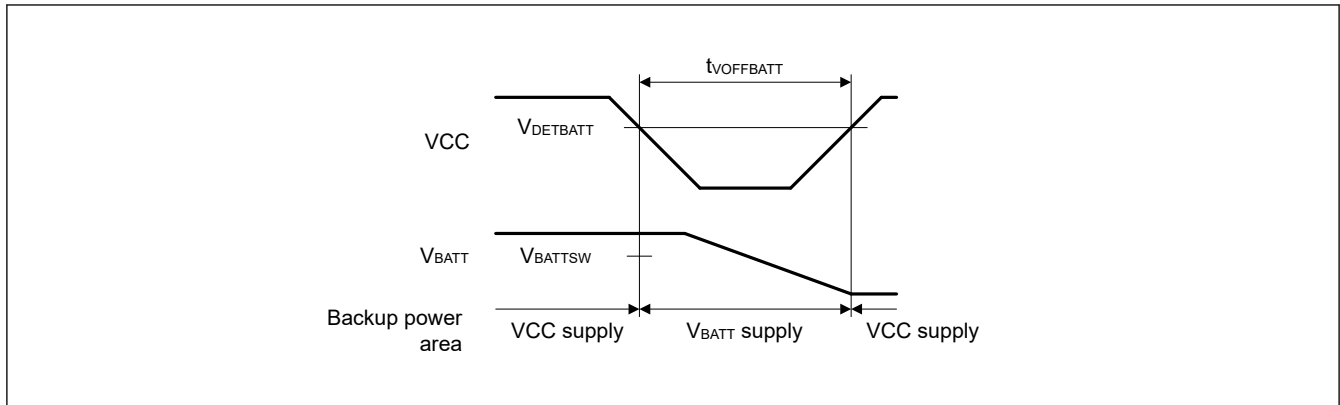 tVOFFBATT
VCC
VDETBATT
VBATT
VBATTSW
Backup power
area
VCC supply
VBATT supply
VCC supply